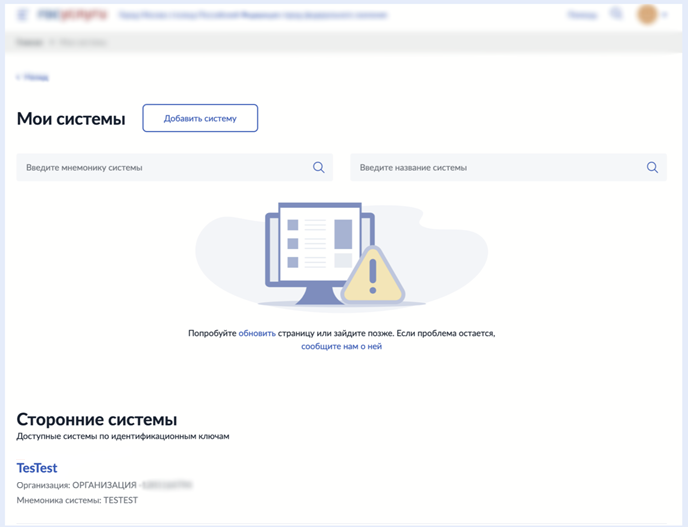 Мои системы
Добавить систему
Введите мнемонику системы
Введите название системы
Попробуйте обновить страницу или зайдите позже. Если проблема остается,
сообщите нам о ней
Сторонние системы
Доступные системы по идентификационным ключам
TesTest
Организация: ОРГАНИЗАЦИЯ
Мнемоника системы: TESTEST